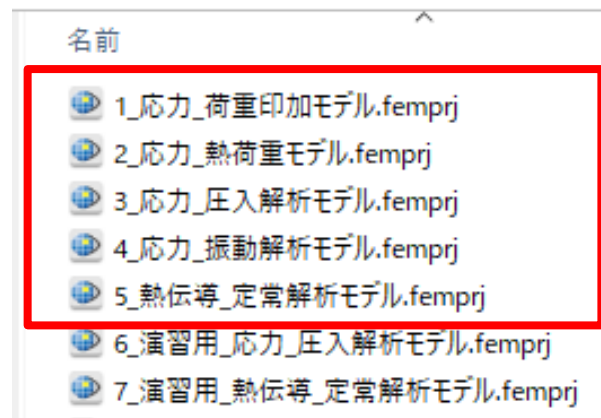 名前
1_応力_荷重印加モデル.femprj
2_応力_熱荷重モデル.femprj
3_応力_圧入解析モデル.femprj
4_応力_振動解析モデル.femprj
5_熱伝導_定常解析モデル.femprj
6_演習用_応力_圧入解析モデル.femprj
7_演習用_熱伝導_定常解析モデル.femprj